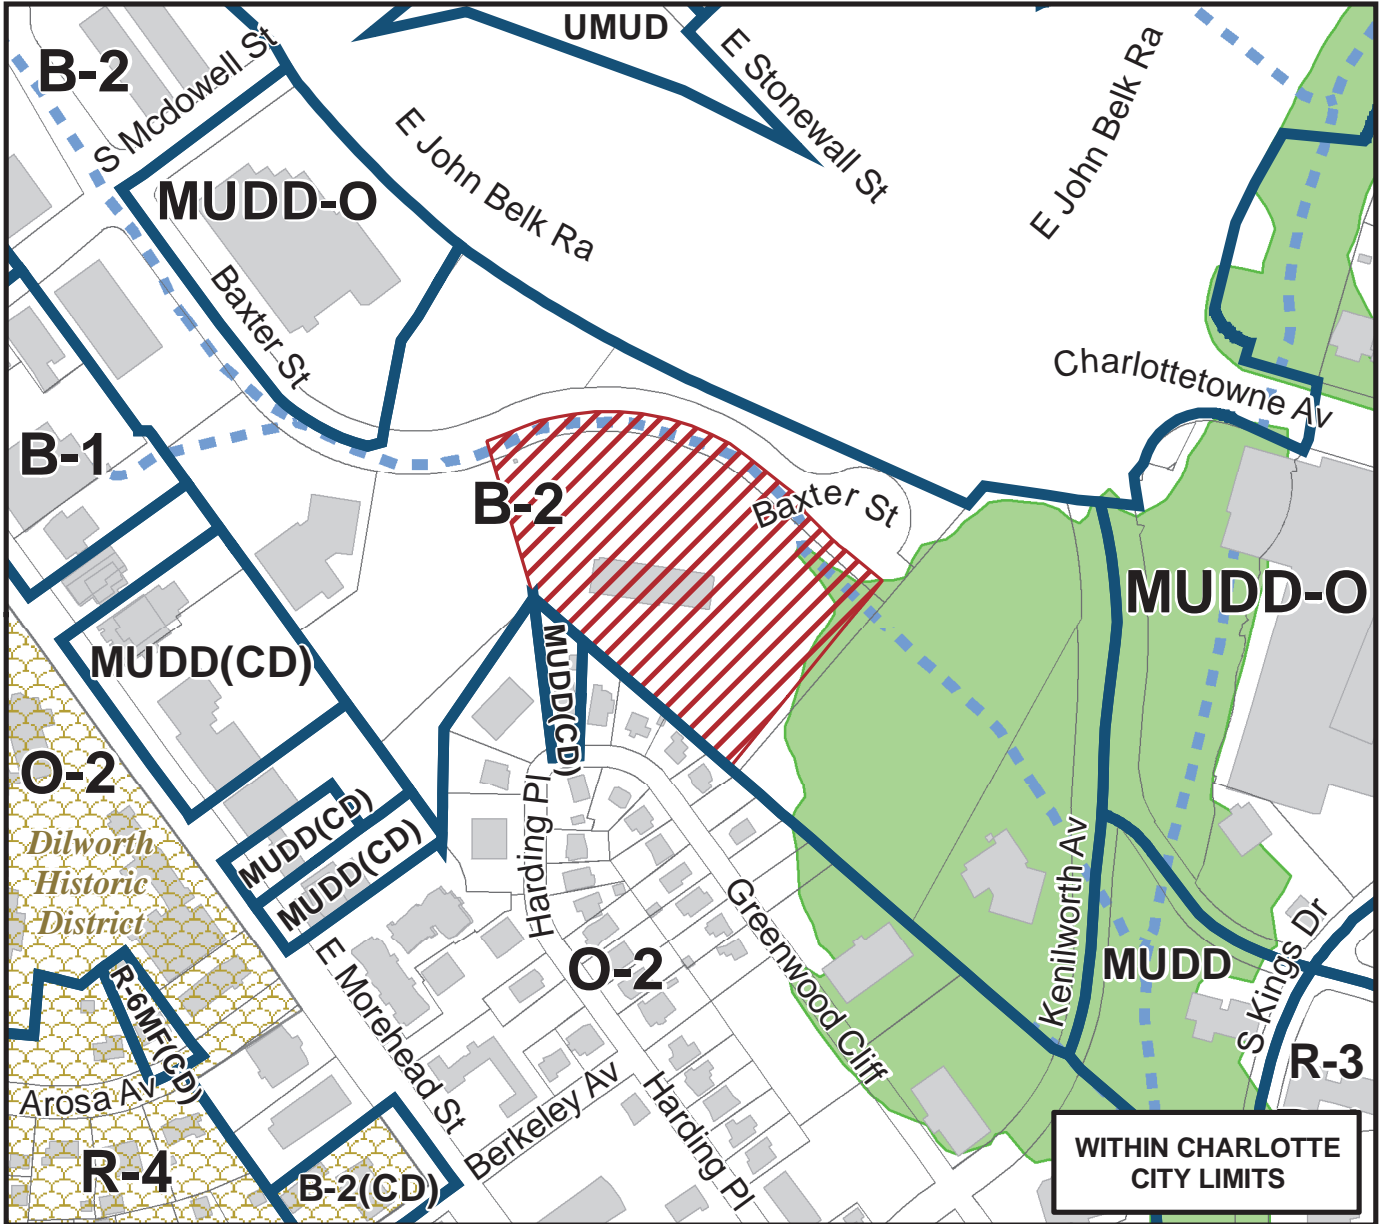 UMUD
B-2
S Mcdowell St
E Stonewall St
E John Belk Ra
E John Belk Ra
MUDD-O
Baxter St
Charlottetowne Av
B-1
B-2
Baxter St
MUDD-O
MUDD(CD)
MUDD(CD)
O-2
MUDD(CD)
MUDD(CD)
Harding Pl
Dilworth
Historic
District
Greenwood Cliff
Kenilworth Av
MUDD
S Kings Dr
O-2
E Morehead St
R-6MF(CD)
R-3
Arosa Av
Berkeley Av
Harding Pl
R-4
B-2(CD)
WITHIN CHARLOTTE
CITY LIMITS